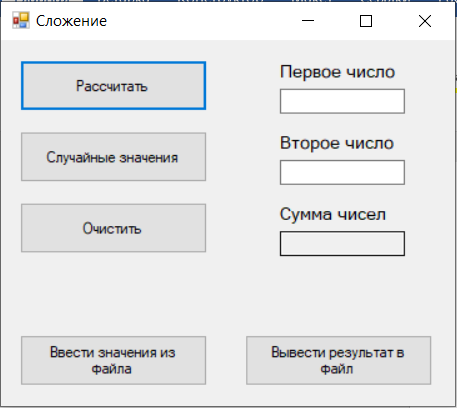 Сложение
Рассчитать
Первое число
Случайные значения
Второе число
Очистить
Сумма чисел
Ввести значения из
файла
Вывести результат в
файл